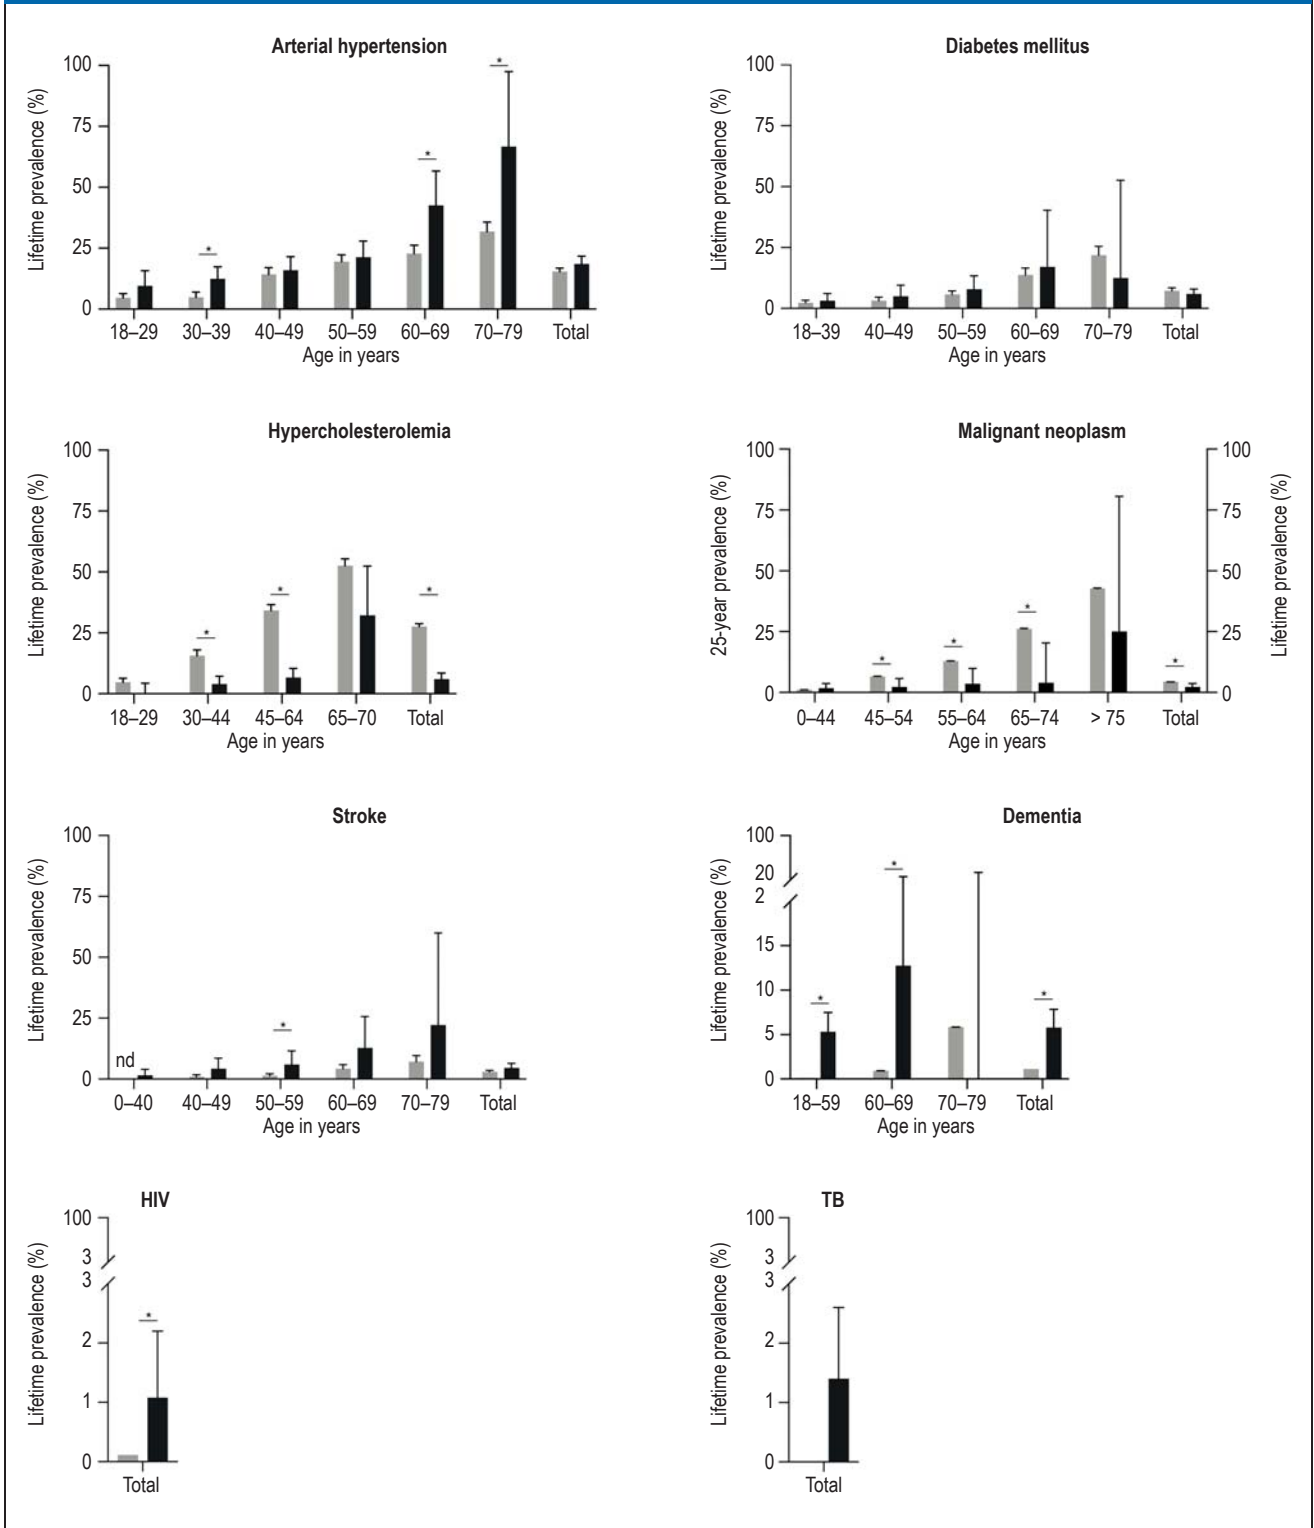 Arterial hypertension
Lifetime prevalence (%)
100
75
50
25
0
*
*
*
18–29 30–39 40–49 50–59 60–69 70–79 Total
Age in years
Diabetes mellitus
Lifetime prevalence (%)
100
75
50
25
0
18–39 40–49 50–59 60–69 70–79 Total
Age in years
Hypercholesterolemia
Lifetime prevalence (%)
100
75
50
25
0
*
*
*
18–29 30–44 45–64 65–70 Total
Age in years
Malignant neoplasm
25-year prevalence (%)
100
75
50
25
0
*
*
*
*
100
75
50
25
0
Lifetime prevalence (%)
0–44 45–54 55–64 65–74 > 75 Total
Age in years
Stroke
Lifetime prevalence (%)
100
75
50
25
0
nd
*
0–40 40–49 50–59 60–69 70–79 Total
Age in years
Dementia
Lifetime prevalence (%)
100
20
2
15
10
5
0
*
*
*
18–59 60–69 70–79 Total
Age in years
HIV
Lifetime prevalence (%)
100
3
3
2
1
0
*
Total
TB
Lifetime prevalence (%)
100
3
3
2
1
0
Total